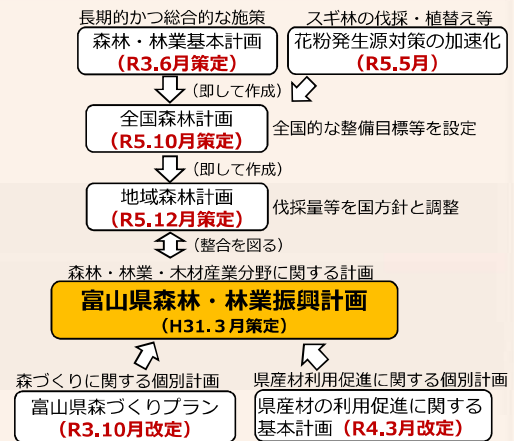 長期的かつ総合的な施策
スギ林の伐採・植替え等
森林・林業基本計画
(R3.6月策定)
花粉発生源対策の加速化
(R5.5月)
(即して作成)
全国森林計画
(R5.10月策定)
全国的な整備目標等を設定
(即して作成)
地域森林計画
(R5.12月策定)
伐採量等を国方針と調整
(整合を図る)
森林・林業・木材産業分野に関する計画
富山県森林・林業振興計画
(H31.3月策定)
森づくりに関する個別計画
県産材利用促進に関する個別計画
富山県森づくりプラン
(R3.10月改定)
県産材の利用促進に関する
基本計画 (R4.3月改定)